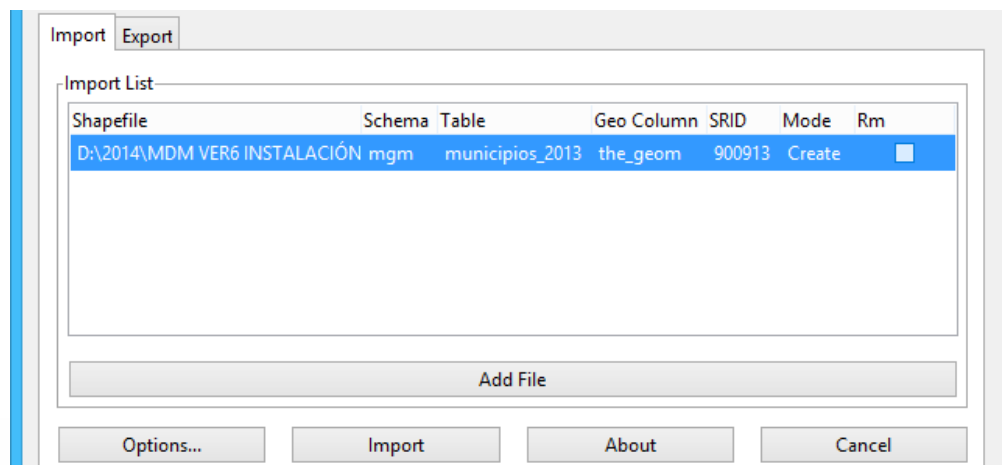 Import Export
Import List
Shapefile Schema Table Geo Column SRID Mode Rm
D:\2014\MDM VER6 INSTALACIÓN mgm municipios_2013 the_geom 900913 Create
Add File
Options... Import About Cancel